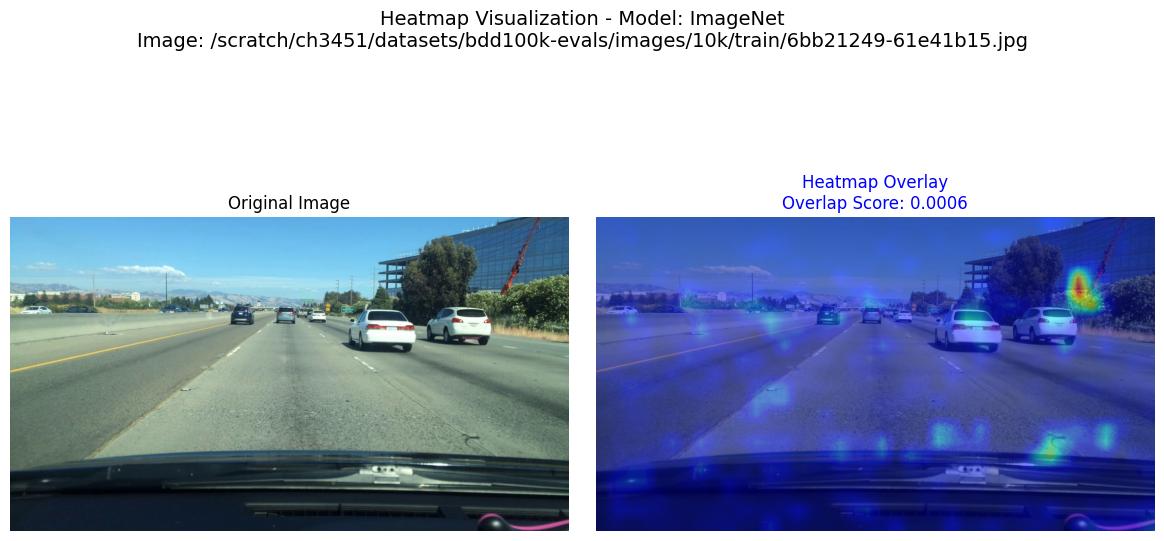 Heatmap Visualization - Model: ImageNet
Image: /scratch/ch3451/datasets/bdd100k-evals/images/10k/train/6bb21249-61e41b15.jpg
Original Image
Heatmap Overlay
Overlap Score: 0.0006